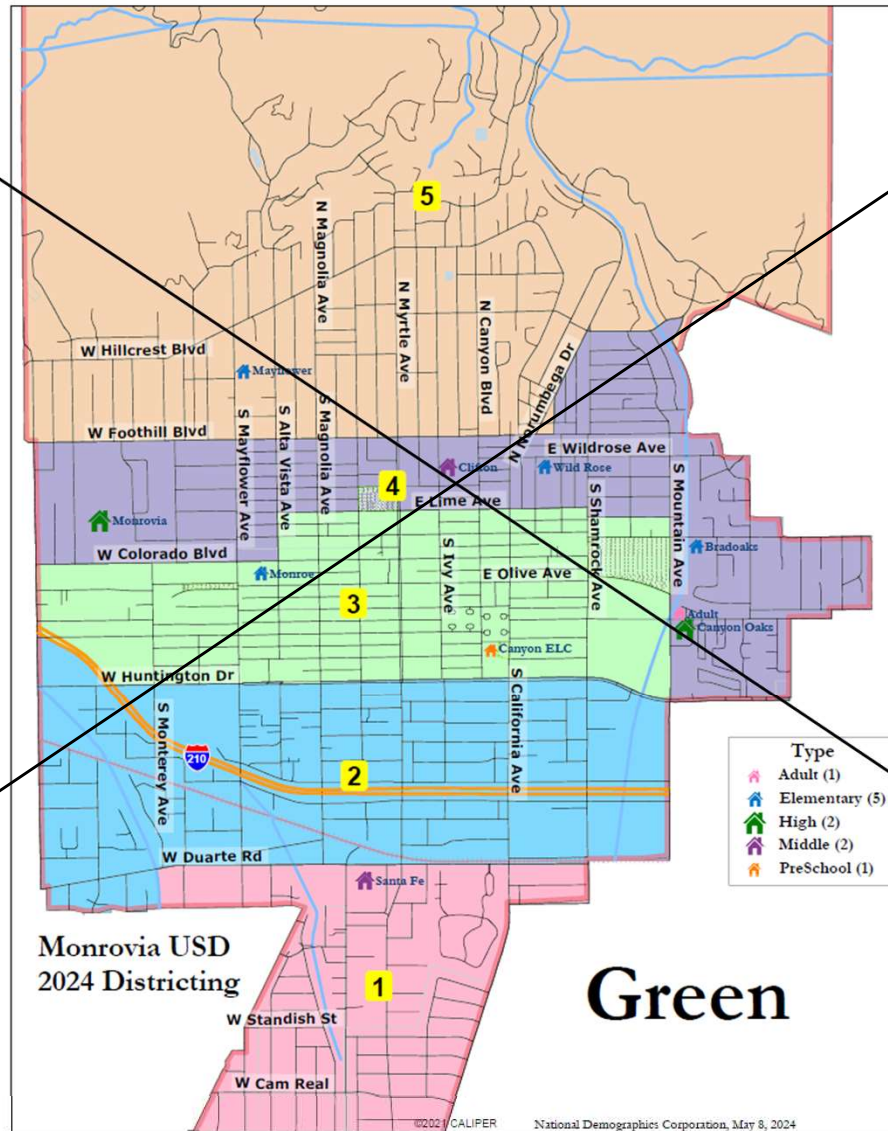 5
N Magnolia Ave
N Myrtle Ave
N Canyon Blvd
W Hillcrest Blvd
Mayflower
N Norumbega Dr
W Foothill Blvd
S Mayflower Ave
S Alta Vista Ave
S Magnolia Ave
E Wildrose Ave
Clifton
Wild Rose
4
E Lime Ave
S Shamrock Ave
S Mountain Ave
Monrovia
W Colorado Blvd
Bradoaks
Monroe
S Ivy Ave
E Olive Ave
3
Adult
Canyon Oaks
Canyon ELC
W Huntington Dr
S California Ave
S Monterey Ave
210
2
Type
Adult (1)
Elementary (5)
High (2)
Middle (2)
PreSchool (1)
W Duarte Rd
Santa Fe
Monrovia USD
2024 Districting
1
Green
W Standish St
W Cam Real
©2021 CALIPER
National Demographics Corporation, May 8, 2024